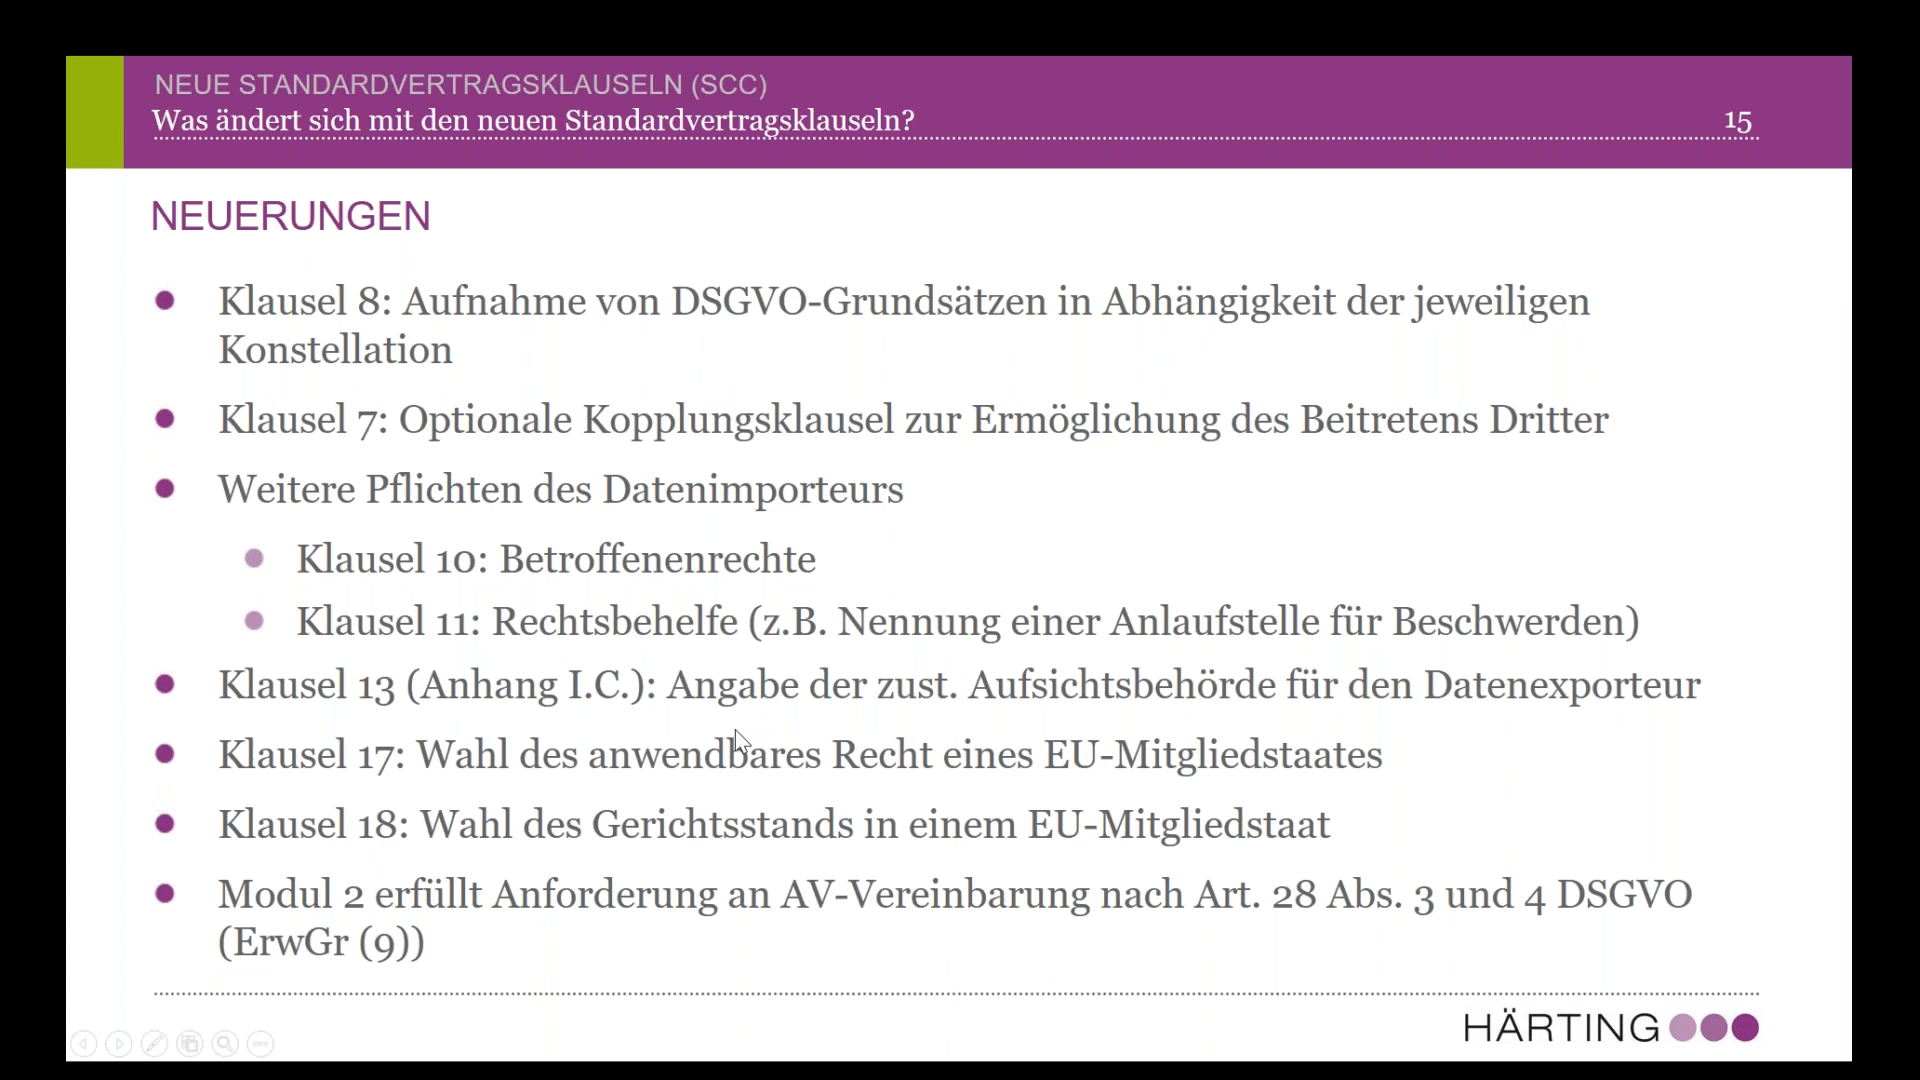 NEUE STANDARDVERTRAGSKLAUSELN (SCC)
Was ändert sich mit den neuen Standardvertragsklauseln?
15
NEUERUNGEN
Klausel 8: Aufnahme von DSGVO-Grundsätzen in Abhängigkeit der jeweiligen
Konstellation
Klausel 7: Optionale Kopplungsklausel zur Ermöglichung des Beitretens Dritter
Weitere Pflichten des Datenimporteurs
Klausel 10: Betroffenenrechte
Klausel 11: Rechtsbehelfe (z.B. Nennung einer Anlaufstelle für Beschwerden)
Klausel 13 (Anhang I.C.): Angabe der zust. Aufsichtsbehörde für den Datenexporteur
Klausel 17: Wahl des anwendbares Recht eines EU-Mitgliedstaates
Klausel 18: Wahl des Gerichtsstands in einem EU-Mitgliedstaat
Modul 2 erfüllt Anforderung an AV-Vereinbarung nach Art. 28 Abs. 3 und 4 DSGVO
(ErwGr (9))
HÄRTING